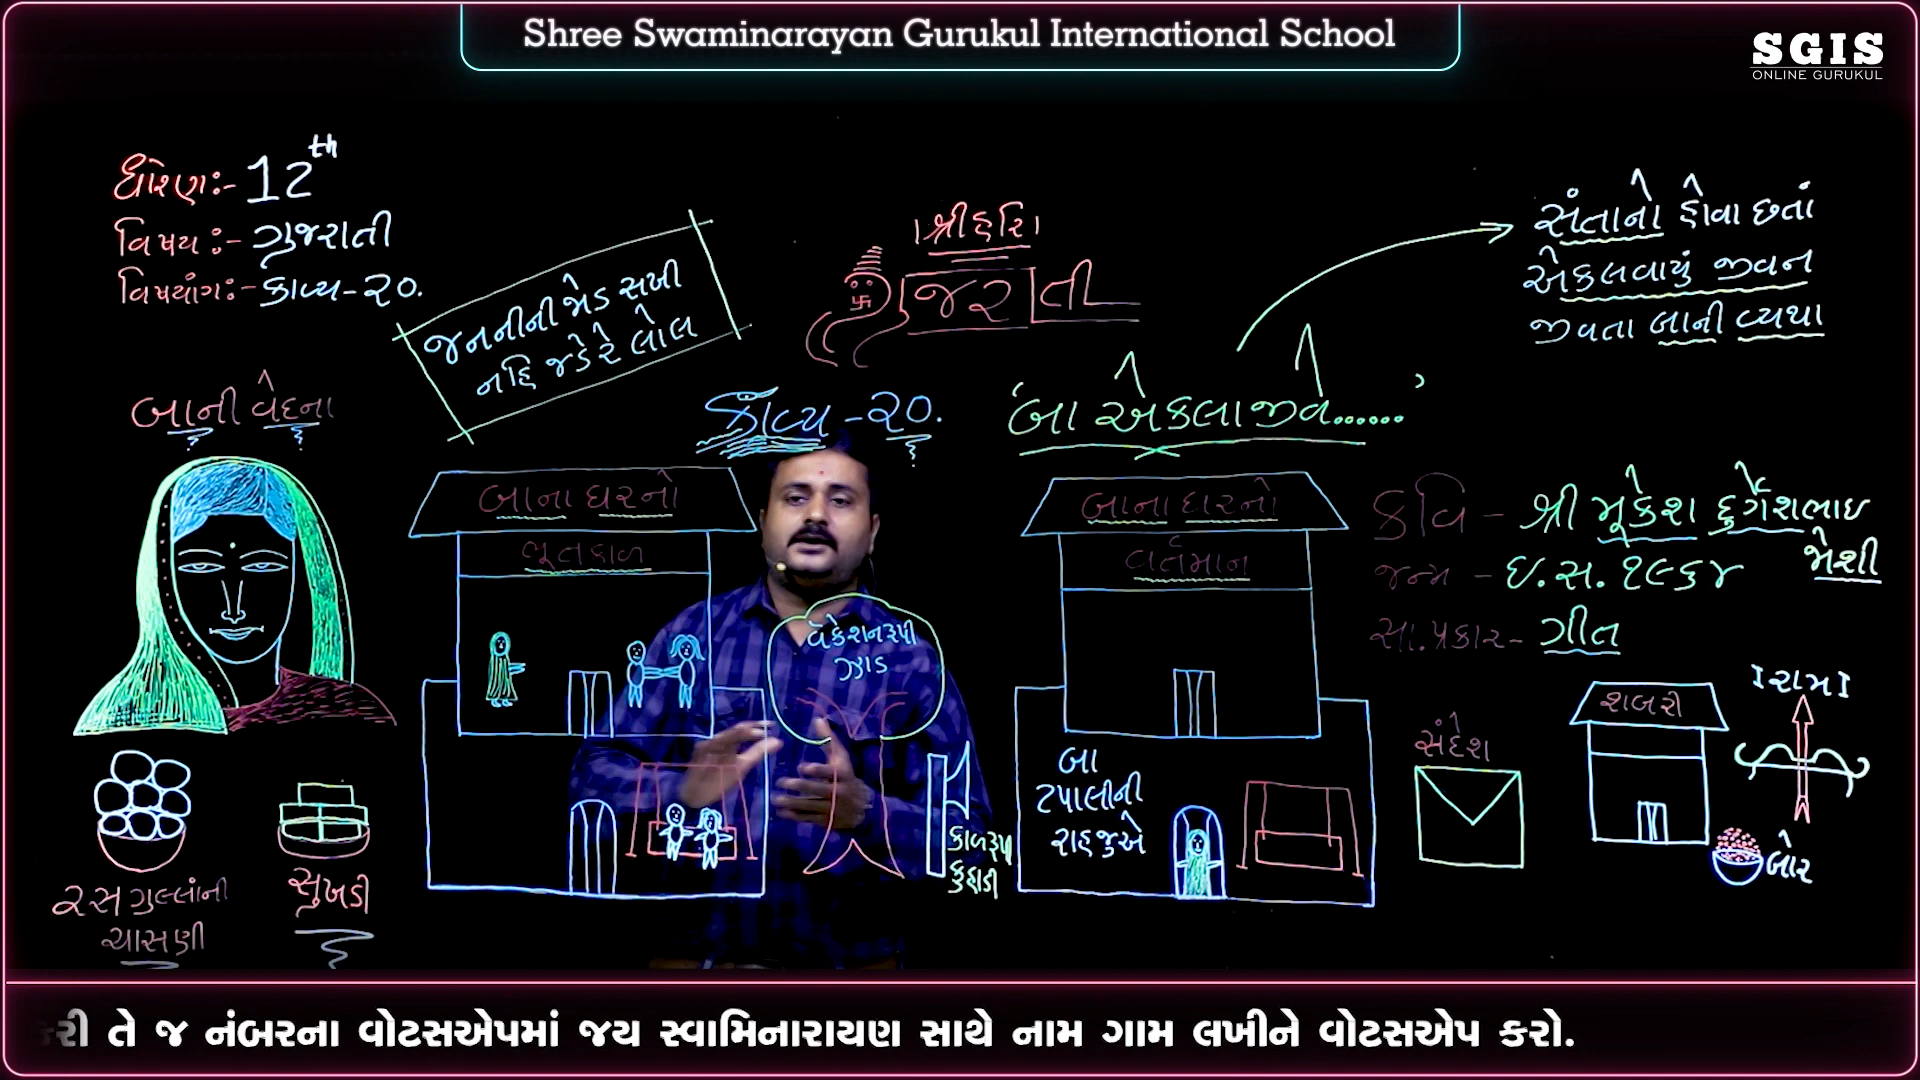 Shree Swaminarayan Gurukul International School
SGIS
ONLINE GURUKUL
ધોરણઃ- 12th
વિષયઃ- ગુજરાતી
વિષયાંગઃ- કાવ્ય-૨૦.
જનનીની જોડ સખી
નહિ જડે રે લોલ
।શ્રીહરિ।
ગુજરાતી
સંતાનો હોવા છતાં
એકલવાયું જીવન
જીવતા બાની વ્યથા
બાની વેદના
કાવ્ય-૨૦.
'બા એકલા જીવે......'
બાના ઘરનો
ભૂતકાળ
વેકેશનરૂપી
ઝાડ
કાળરૂપી
કુહાડી
બાના ઘરનો
વર્તમાન
બા
ટપાલીની
રાહ જુએ
કવિ - શ્રી મૂકેશ દુર્ગેશભાઇ
જોશી
જન્મ - ઇ.સ. ૧૯૬૪
સા.પ્રકાર- ગીત
સંદેશ
શબરી
।રામ।
બોર
રસગુલ્લાંની
ચાસણી
સુખડી
કરી તે જ નંબરના વોટસએપમાં જય સ્વામિનારાયણ સાથે નામ ગામ લખીને વોટસએપ કરો.